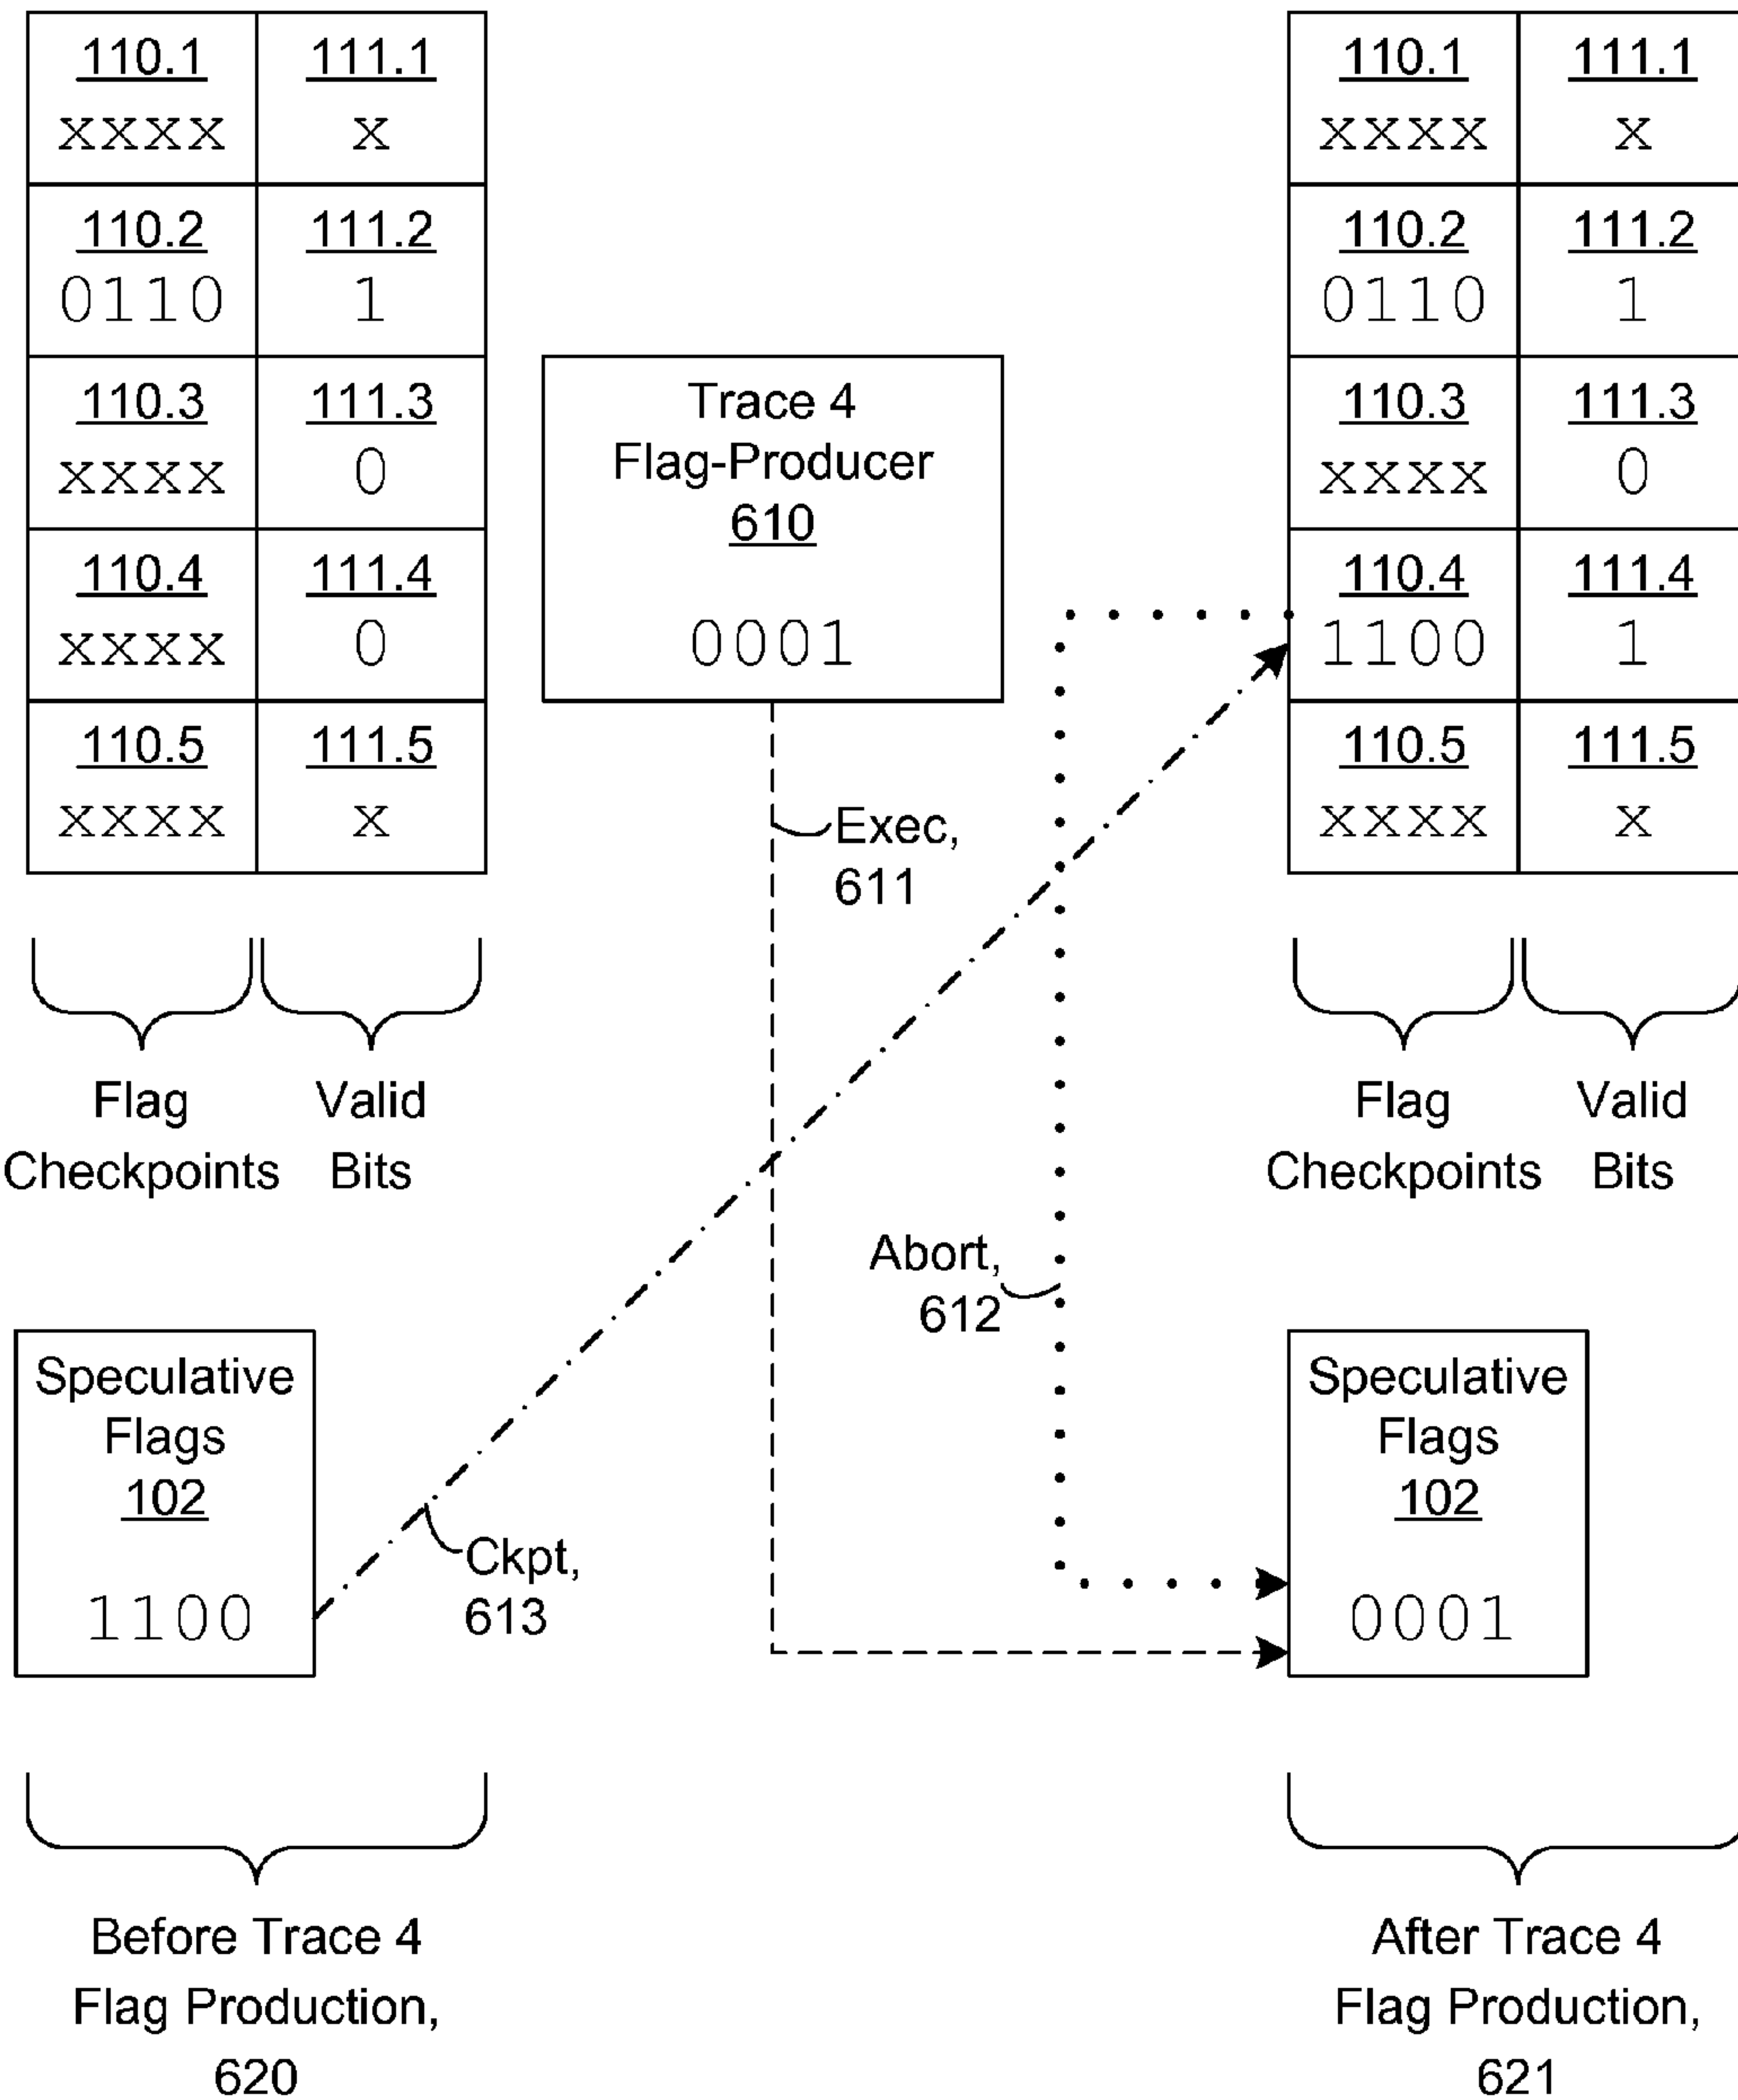 110.1 111.1
xxxx x
110.2 111.2
0110 1
110.3 111.3
xxxx 0
110.4 111.4
xxxx 0
110.5 111.5
xxxx x
Flag
Checkpoints
Valid
Bits
Speculative
Flags
102
1100
Before Trace 4
Flag Production,
620
Trace 4
Flag-Producer
610
0001
Exec,
611
Abort,
612
Ckpt,
613
110.1 111.1
xxxx x
110.2 111.2
0110 1
110.3 111.3
xxxx 0
110.4 111.4
1100 1
110.5 111.5
xxxx x
Flag
Checkpoints
Valid
Bits
Speculative
Flags
102
0001
After Trace 4
Flag Production,
621